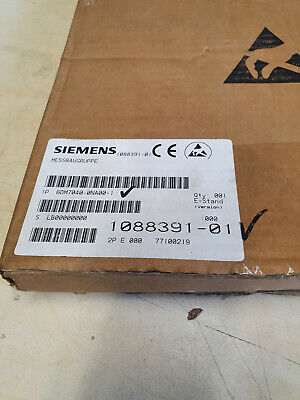 SIEMENS 1088391-01 CE
MESSBAUGRUPPE
1P 6DM7040-0NA00-1
Qty. 001
E-Stand
(Version)
S LB00000000
000
1088391-01
2P E 000 77100219